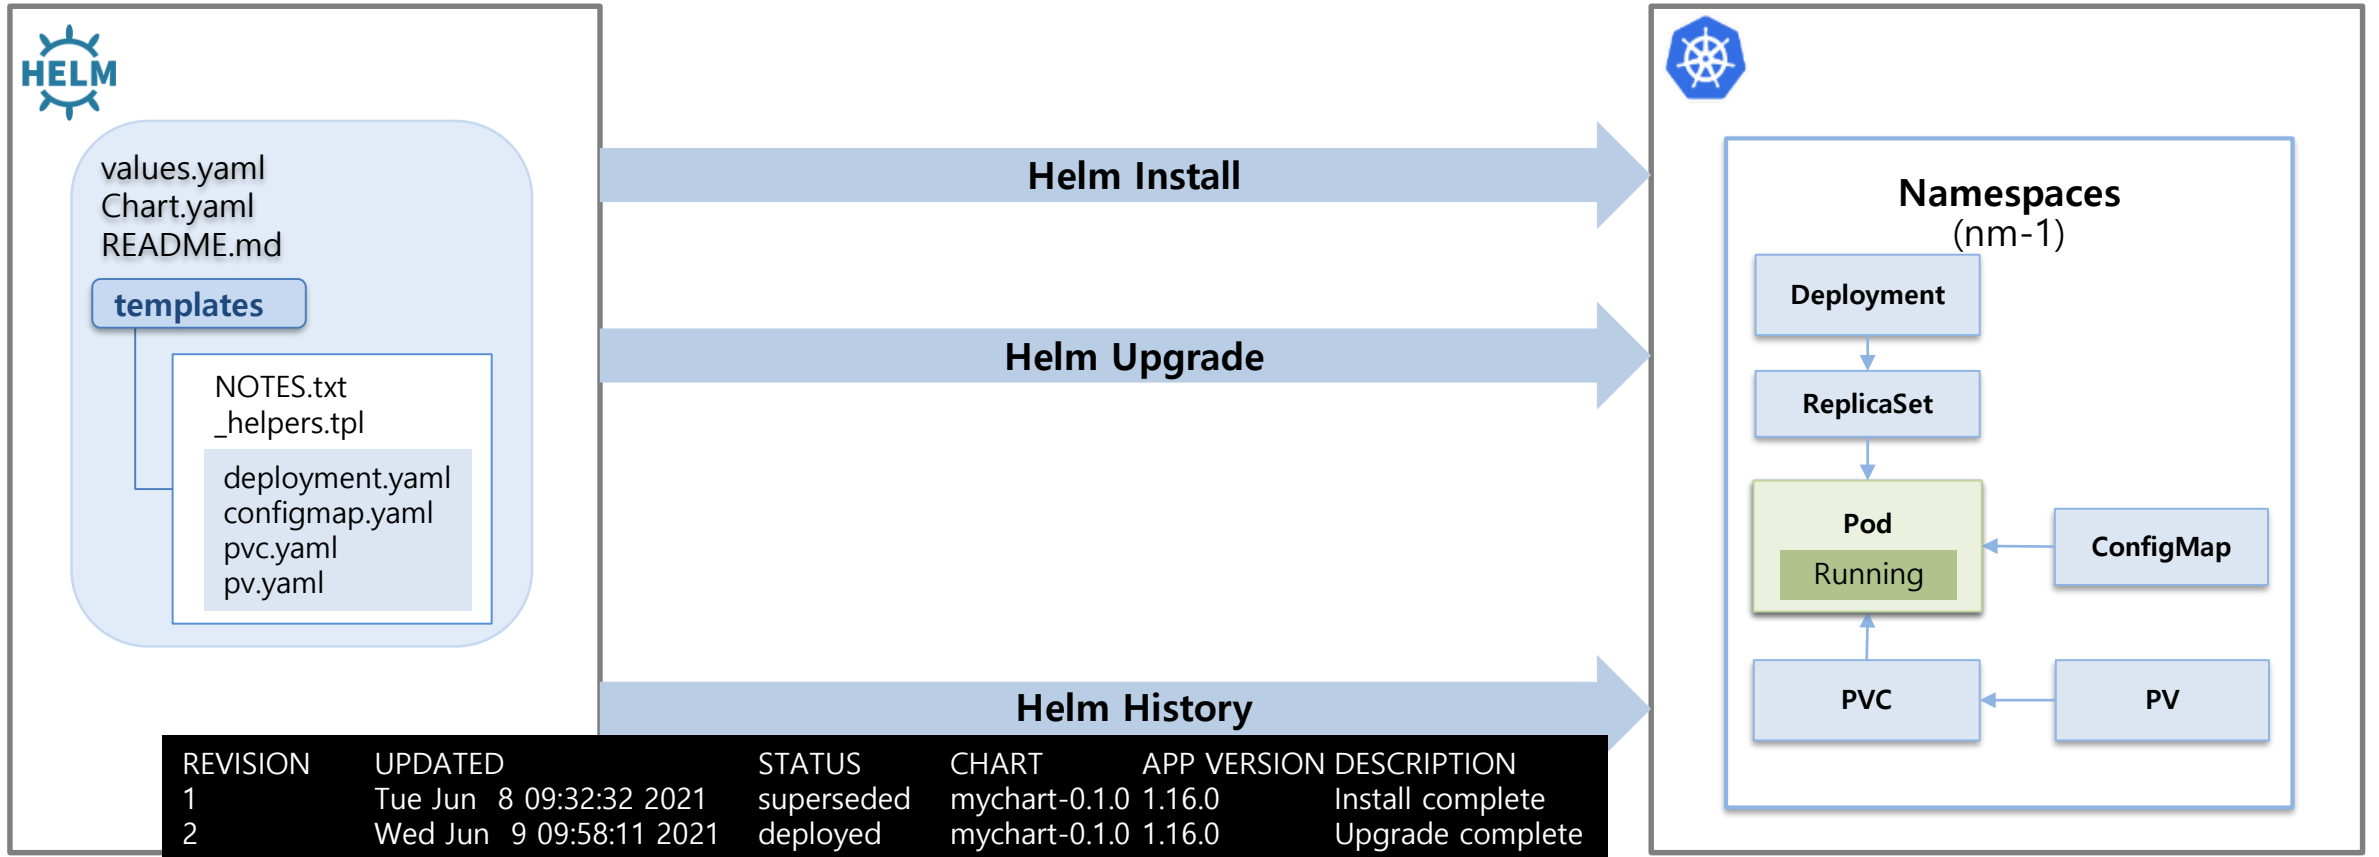 HELM
values.yaml
Chart.yaml
README.md
templates
NOTES.txt
_helpers.tpl
deployment.yaml
configmap.yaml
pvc.yaml
pv.yaml
Helm Install
Helm Upgrade
Helm History
REVISION UPDATED STATUS CHART APP VERSION DESCRIPTION
1 Tue Jun 8 09:32:32 2021 superseded mychart-0.1.0 1.16.0 Install complete
2 Wed Jun 9 09:58:11 2021 deployed mychart-0.1.0 1.16.0 Upgrade complete
Namespaces
(nm-1)
Deployment
ReplicaSet
Pod
Running
ConfigMap
PVC
PV